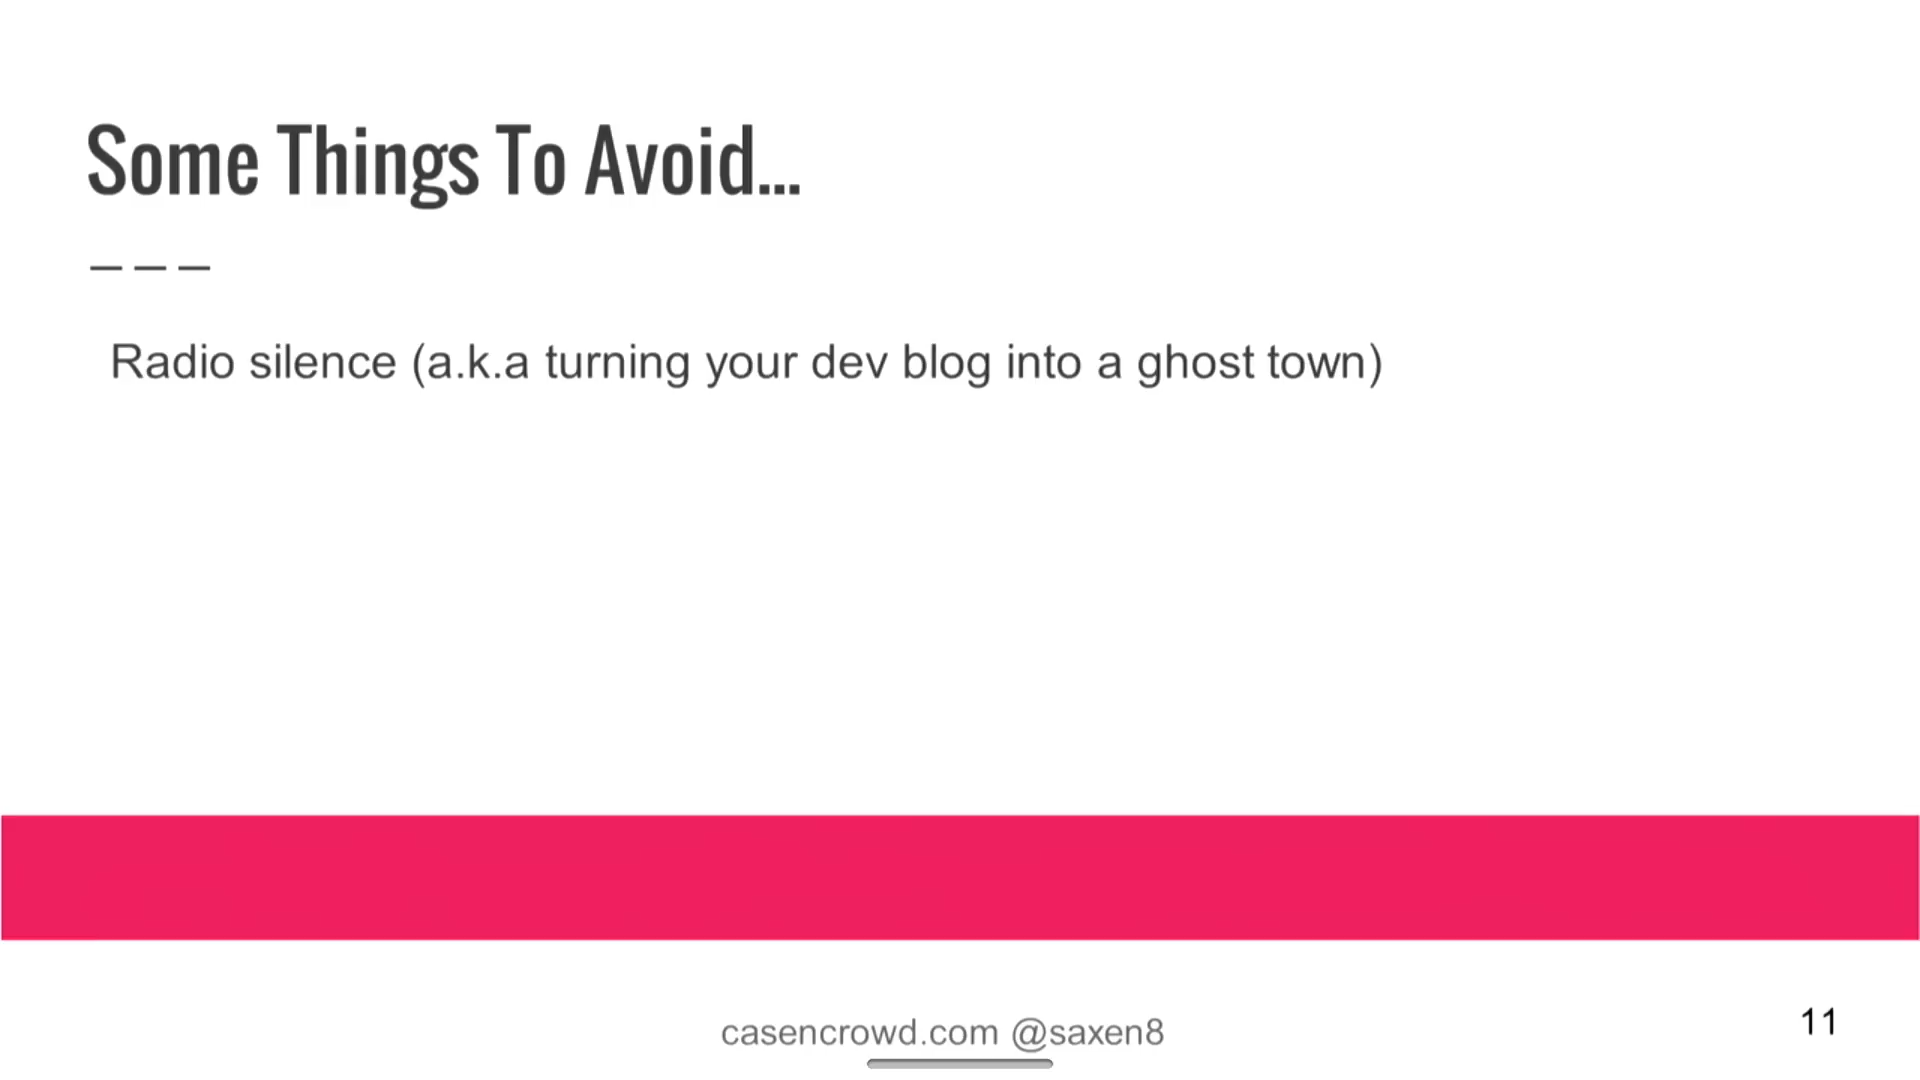 Some Things To Avoid...
Radio silence (a.k.a turning your dev blog into a ghost town)
casencrowd.com @saxen8
11